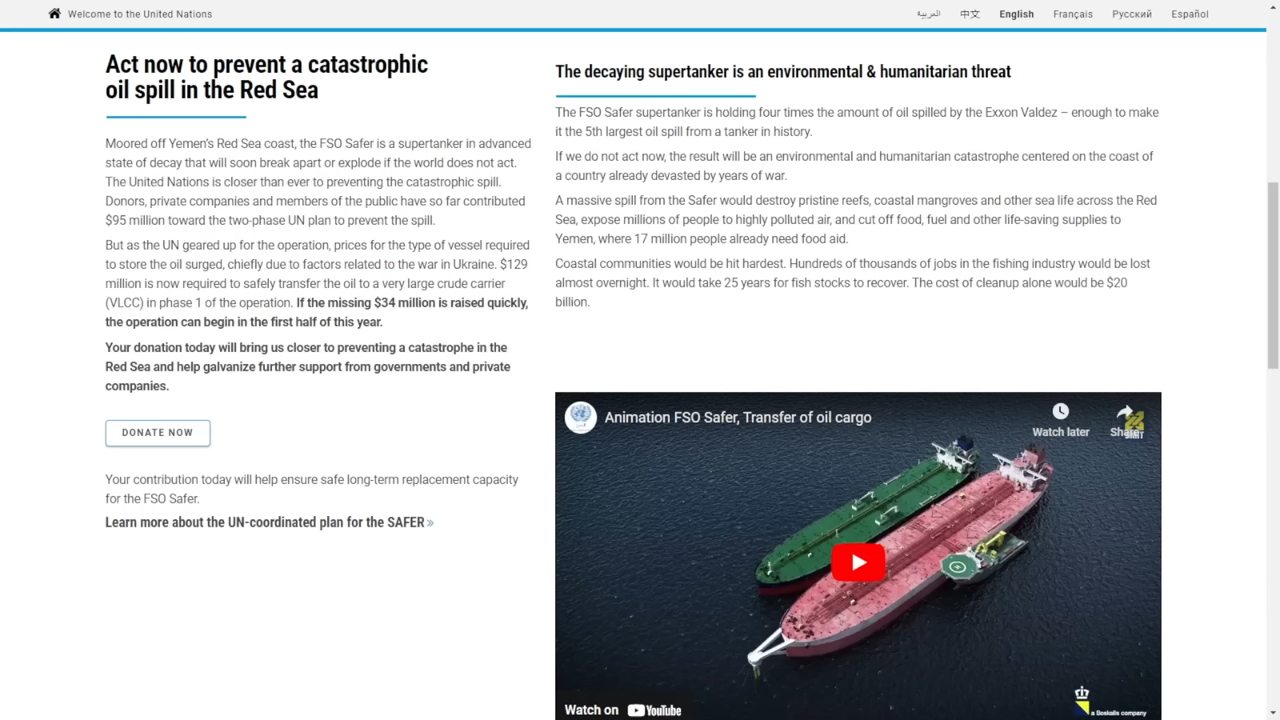 Welcome to the United Nations
العربية
中文
English
Français
Русский
Español
Act now to prevent a catastrophic
oil spill in the Red Sea
Moored off Yemen's Red Sea coast, the FSO Safer is a supertanker in advanced
state of decay that will soon break apart or explode if the world does not act.
The United Nations is closer than ever to preventing the catastrophic spill.
Donors, private companies and members of the public have so far contributed
$95 million toward the two-phase UN plan to prevent the spill.
But as the UN geared up for the operation, prices for the type of vessel required
to store the oil surged, chiefly due to factors related to the war in Ukraine. $129
million is now required to safely transfer the oil to a very large crude carrier
(VLCC) in phase 1 of the operation. If the missing $34 million is raised quickly,
the operation can begin in the first half of this year.
Your donation today will bring us closer to preventing a catastrophe in the
Red Sea and help galvanize further support from governments and private
companies.
DONATE NOW
Your contribution today will help ensure safe long-term replacement capacity
for the FSO Safer.
Learn more about the UN-coordinated plan for the SAFER »
The decaying supertanker is an environmental & humanitarian threat
The FSO Safer supertanker is holding four times the amount of oil spilled by the Exxon Valdez – enough to make
it the 5th largest oil spill from a tanker in history.
If we do not act now, the result will be an environmental and humanitarian catastrophe centered on the coast of
a country already devastated by years of war.
A massive spill from the Safer would destroy pristine reefs, coastal mangroves and other sea life across the Red
Sea, expose millions of people to highly polluted air, and cut off food, fuel and other life-saving supplies to
Yemen, where 17 million people already need food aid.
Coastal communities would be hit hardest. Hundreds of thousands of jobs in the fishing industry would be lost
almost overnight. It would take 25 years for fish stocks to recover. The cost of cleanup alone would be $20
billion.
Animation FSO Safer, Transfer of oil cargo
Watch later
Share
SMIT
Watch on YouTube
a Boskalis company